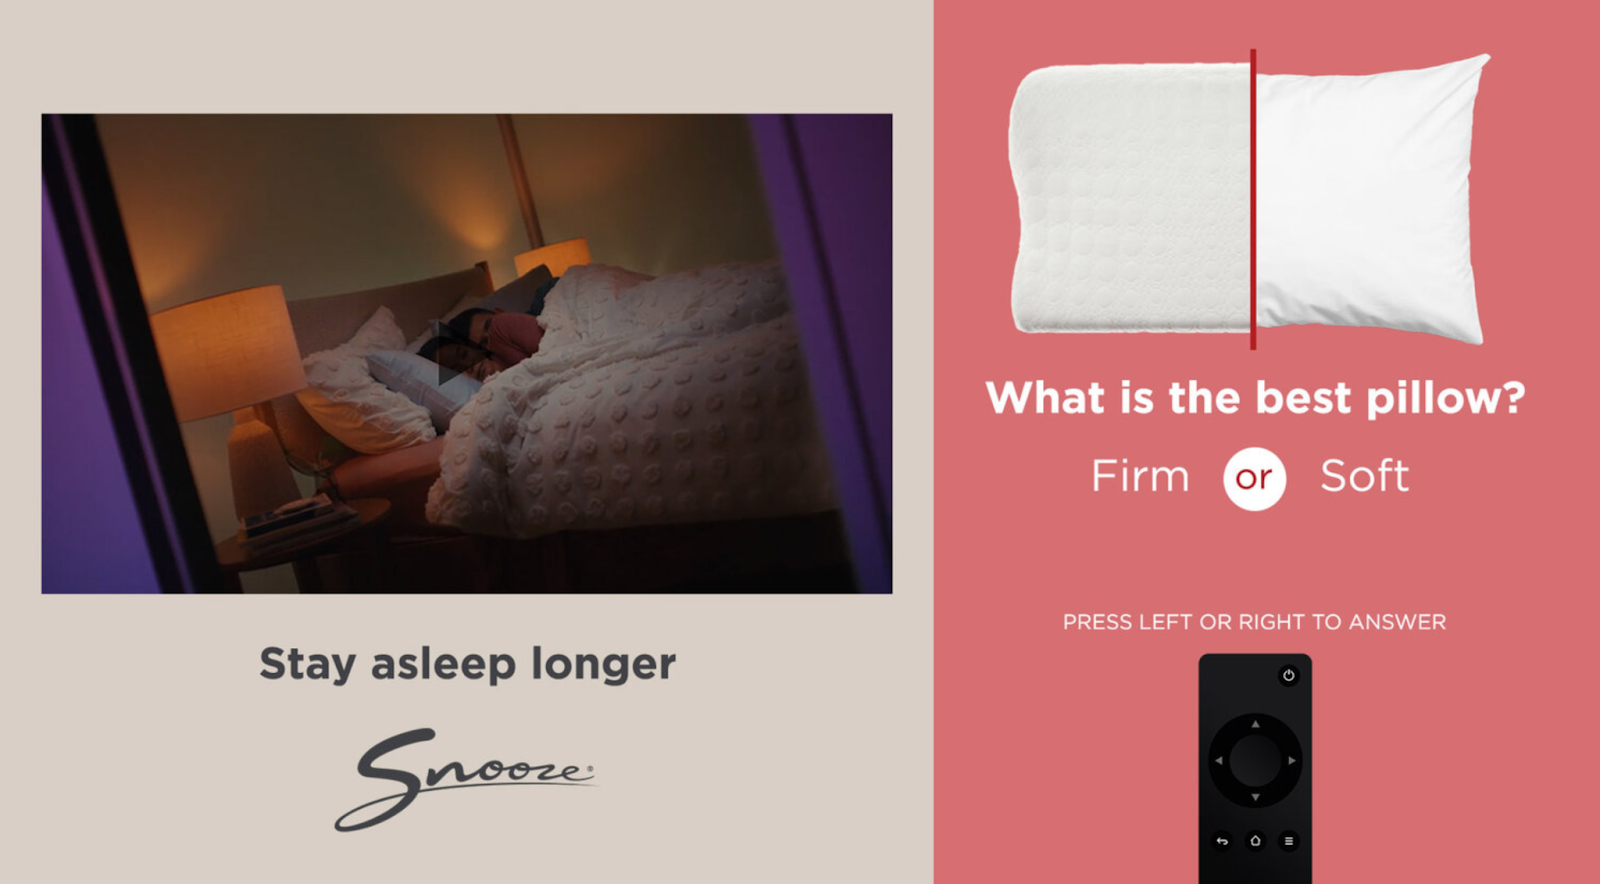 Stay asleep longer
Snooze®
What is the best pillow?
Firm or Soft
PRESS LEFT OR RIGHT TO ANSWER